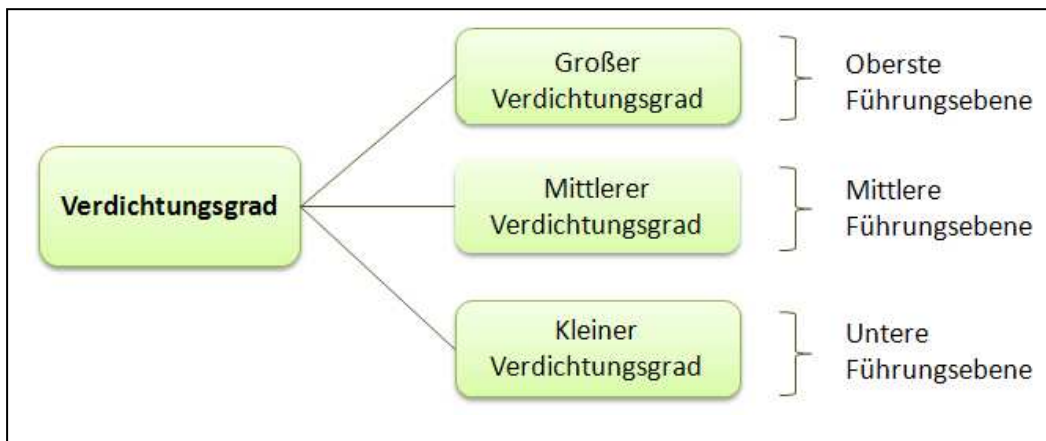 Verdichtungsgrad
Großer
Verdichtungsgrad
Oberste
Führungsebene
Mittlerer
Verdichtungsgrad
Mittlere
Führungsebene
Kleiner
Verdichtungsgrad
Untere
Führungsebene